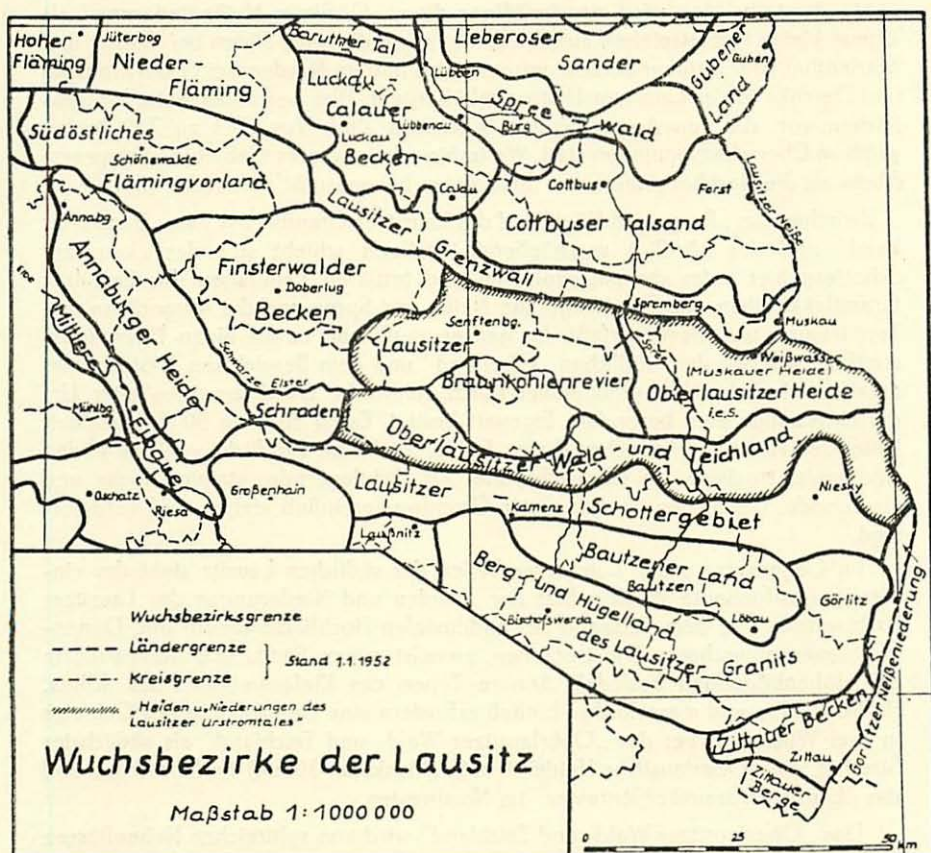 Hoher
Fläming
Jüterbog
Nieder-
Fläming
Baruther Tal
Luckau
Calauer
Becken
Luckau
Lübben
Lübbenau
Lieberoser
Sander
Spree
Burg
Wald
Gubener
Guben
Land
Südöstliches
Schönewalde
Flämingvorland
Calau
Cottbus
Forst
Lausitzer Neiße
Cottbuser Talsand
Annabg
Annaburger Heide
Elbe
Mittlere
Elbaue
Mühlbg.
Lausitzer
Grenzwall
Finsterwalder
Doberlug
Becken
Schwarze Elster
Schraden
Senftenbg.
Lausitzer
Braunkohlenrevier
Spremberg
Spree
Muskau
Weißwasser
(Muskauer Heide)
Oberlausitzer Heide
i.e.S.
Oberlausitzer Wald- und Teichland
Oschatz
Riesa
Großenhain
Lausitzer
Schottergebiet
Niesky
Laußnitz
Kamenz
Bautzener Land
Bautzen
Löbau
Görlitz
Berg- und Hügelland
des Lausitzer Granits
Bischofswerda
Görlitzer Neißeniederung
Zittauer Becken
Zittau
Zittauer
Berge
Wuchsbezirksgrenze
Ländergrenze
Kreisgrenze
Stand 1.1.1952
"Heiden u. Niederungen des
Lausitzer Urstromtales"
Wuchsbezirke der Lausitz
Maßstab 1:1000000
0 25 50 km